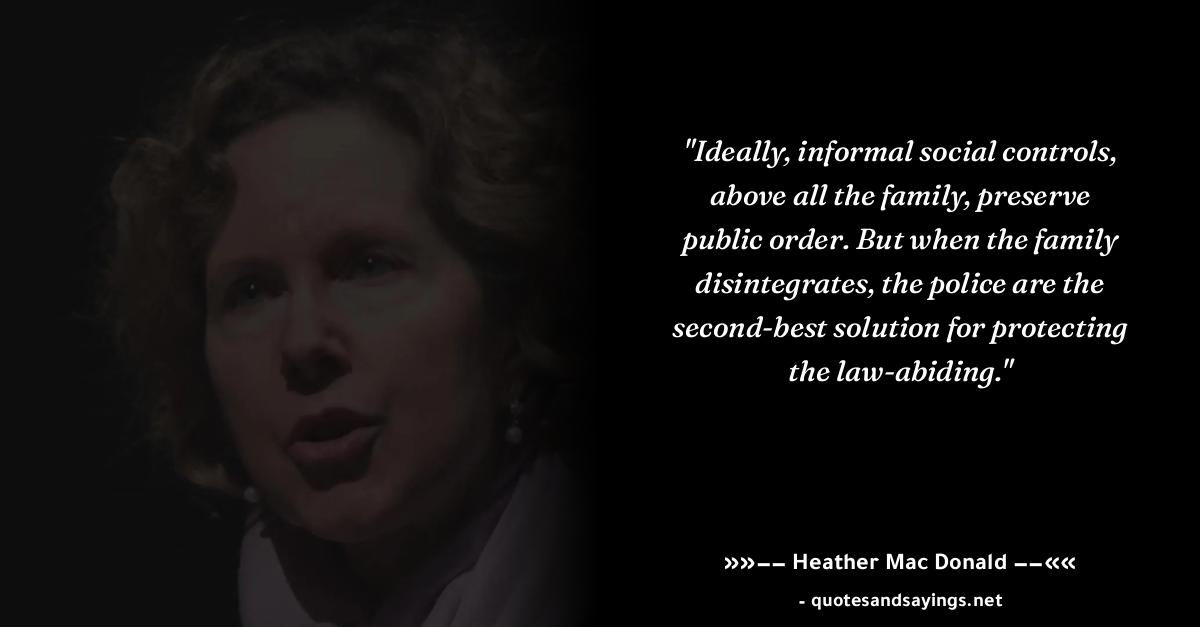 "Ideally, informal social controls,
above all the family, preserve
public order. But when the family
disintegrates, the police are the
second-best solution for protecting
the law-abiding."
»»−− Heather Mac Donald −−««
- quotesandsayings.net